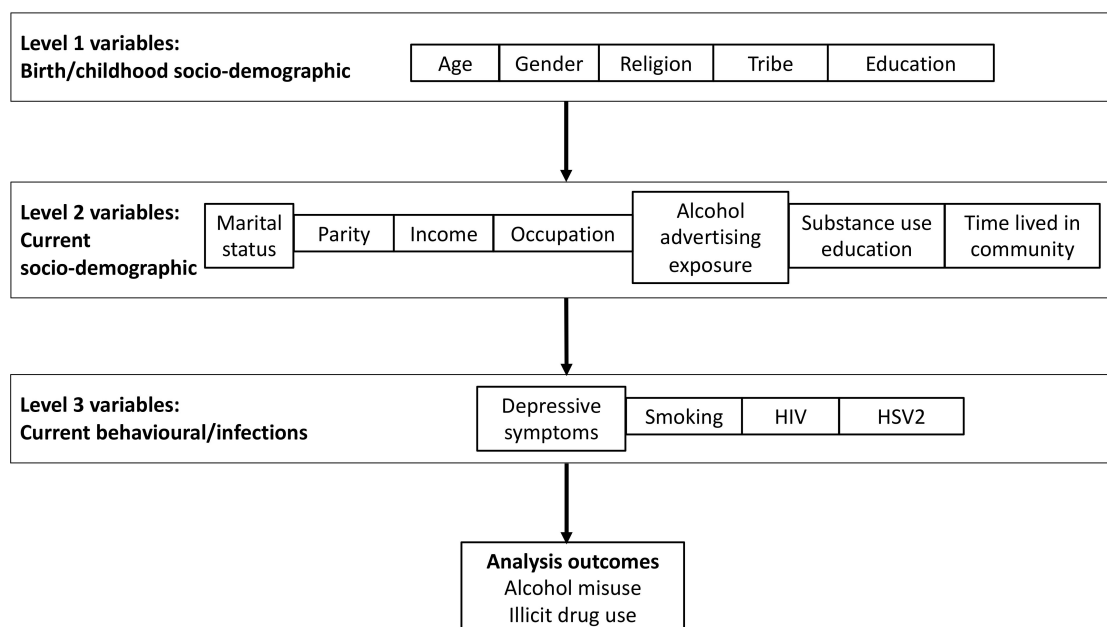 Level 1 variables:
Birth/childhood socio-demographic
Age
Gender
Religion
Tribe
Education
Level 2 variables:
Current
socio-demographic
Marital
status
Parity
Income
Occupation
Alcohol
advertising
exposure
Substance use
education
Time lived in
community
Level 3 variables:
Current behavioural/infections
Depressive
symptoms
Smoking
HIV
HSV2
Analysis outcomes
Alcohol misuse
Illicit drug use